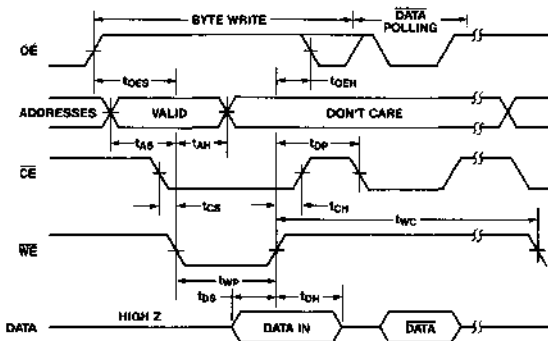 BYTE WRITE
DATA POLLING
OE
tOES
tOEH
ADDRESSES
VALID
DON'T CARE
tAS
tAH
tDP
CE
tCS
tCH
tWC
WE
tWP
tDS
tDH
DATA
HIGH Z
DATA IN
DATA